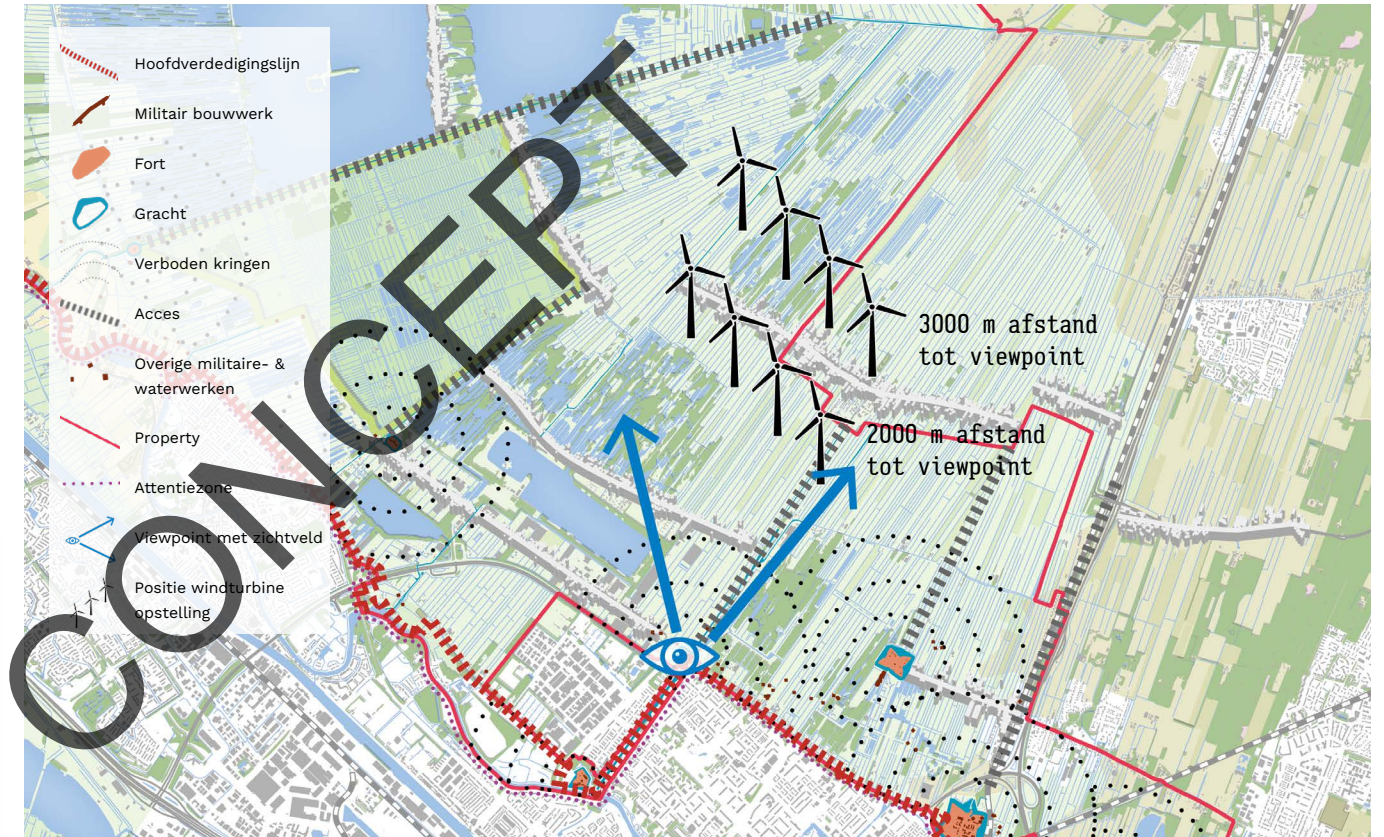 Hoofdverdedigingslijn
Militair bouwwerk
Fort
Gracht
Verboden kringen
Acces
Overige militaire- &
waterwerken
Property
Attentiezone
Viewpoint met zichtveld
Positie windturbine
opstelling
CONCEPT
3000 m afstand
tot viewpoint
2000 m afstand
tot viewpoint